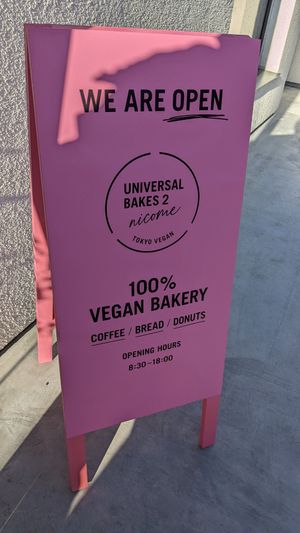 WE ARE OPEN
UNIVERSAL
BAKES 2
nicome
TOKYO VEGAN
100%
VEGAN BAKERY
COFFEE / BREAD / DONUTS
OPENING HOURS
8:30–18:00